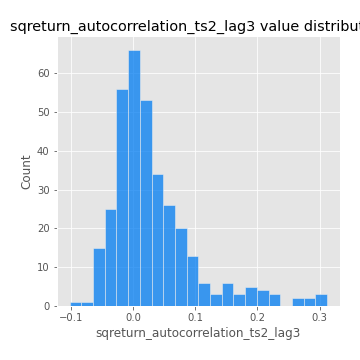 sqreturn_autocorrelation_ts2_lag3 value distribut
60
50
40
30
20
10
0
Count
−0.1 0.0 0.1 0.2 0.3
sqreturn_autocorrelation_ts2_lag3